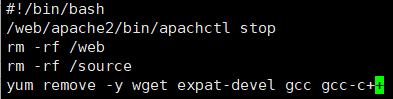 #!/bin/bash
/web/apache2/bin/apachctl stop
rm -rf /web
rm -rf /source
yum remove -y wget expat-devel gcc gcc-c++